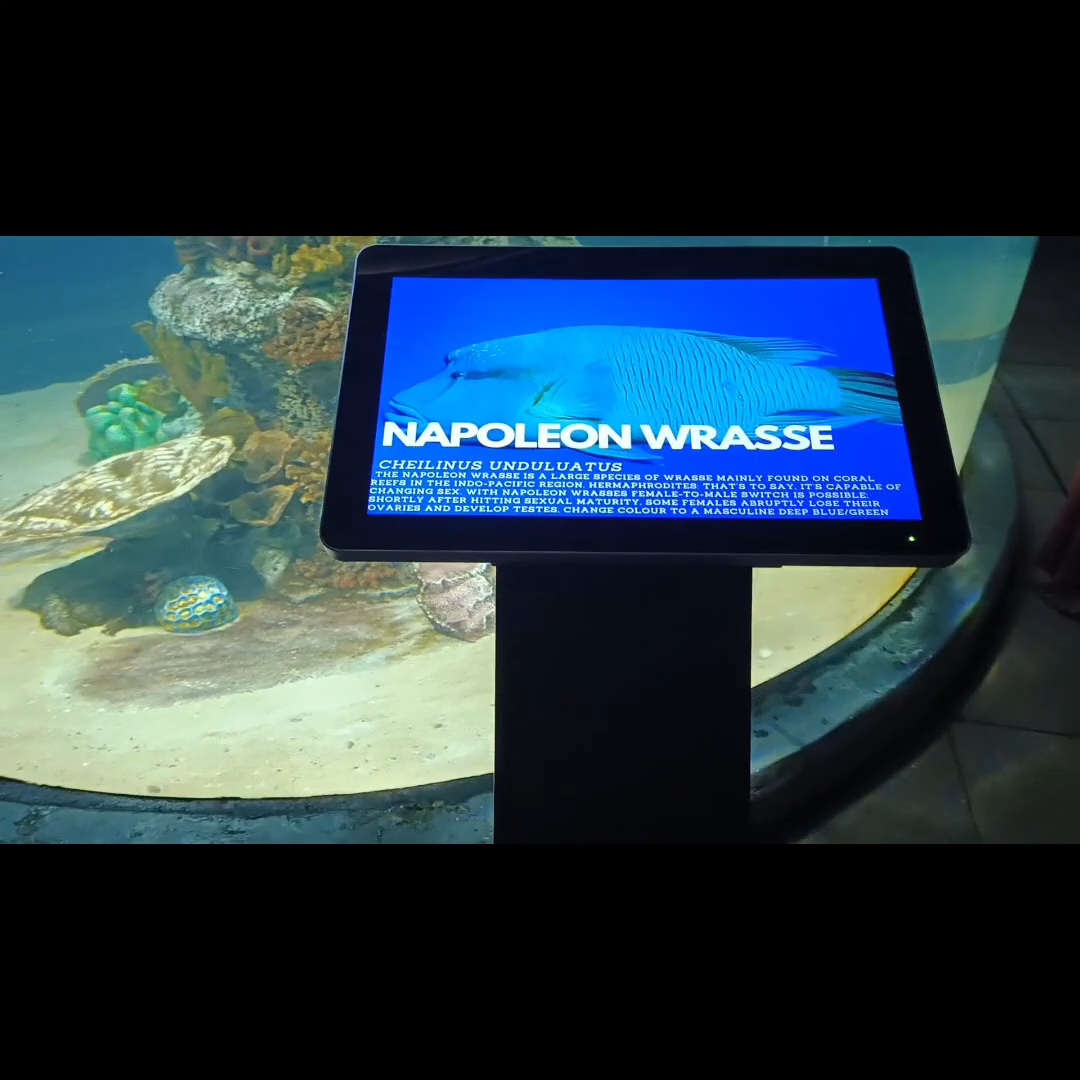 NAPOLEON WRASSE
CHEILINUS UNDULUATUS
THE NAPOLEON WRASSE IS A LARGE SPECIES OF WRASSE MAINLY FOUND ON CORAL
REEFS IN THE INDO-PACIFIC REGION. HERMAPHRODITES: THAT'S TO SAY, IT'S CAPABLE OF
CHANGING SEX. WITH NAPOLEON WRASSES FEMALE-TO-MALE SWITCH IS POSSIBLE;
SHORTLY AFTER HITTING SEXUAL MATURITY, SOME FEMALES ABRUPTLY LOSE THEIR
OVARIES AND DEVELOP TESTES, CHANGE COLOUR TO A MASCULINE DEEP BLUE/GREEN